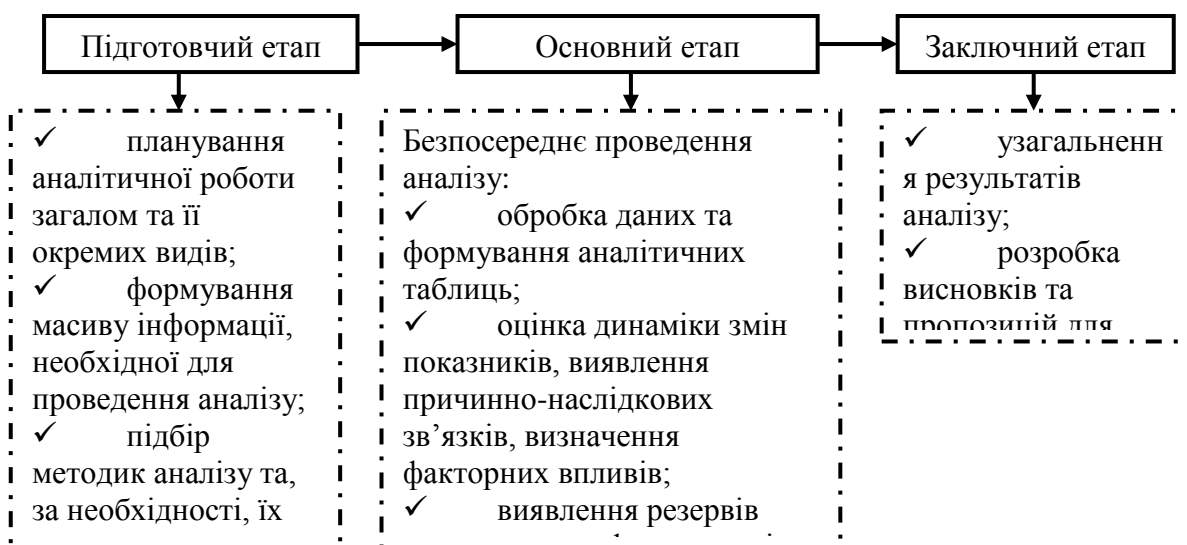 Підготовчий етап
Основний етап
Заключний етап
✓ планування
аналітичної роботи
загалом та її
окремих видів;
✓ формування
масиву інформації,
необхідної для
проведення аналізу;
✓ підбір
методик аналізу та,
за необхідності, їх
Безпосереднє проведення
аналізу:
✓ обробка даних та
формування аналітичних
таблиць;
✓ оцінка динаміки змін
показників, виявлення
причинно-наслідкових
зв’язків, визначення
факторних впливів;
✓ виявлення резервів
✓ узагальненн
я результатів
аналізу;
✓ розробка
висновків та
пропозицій для